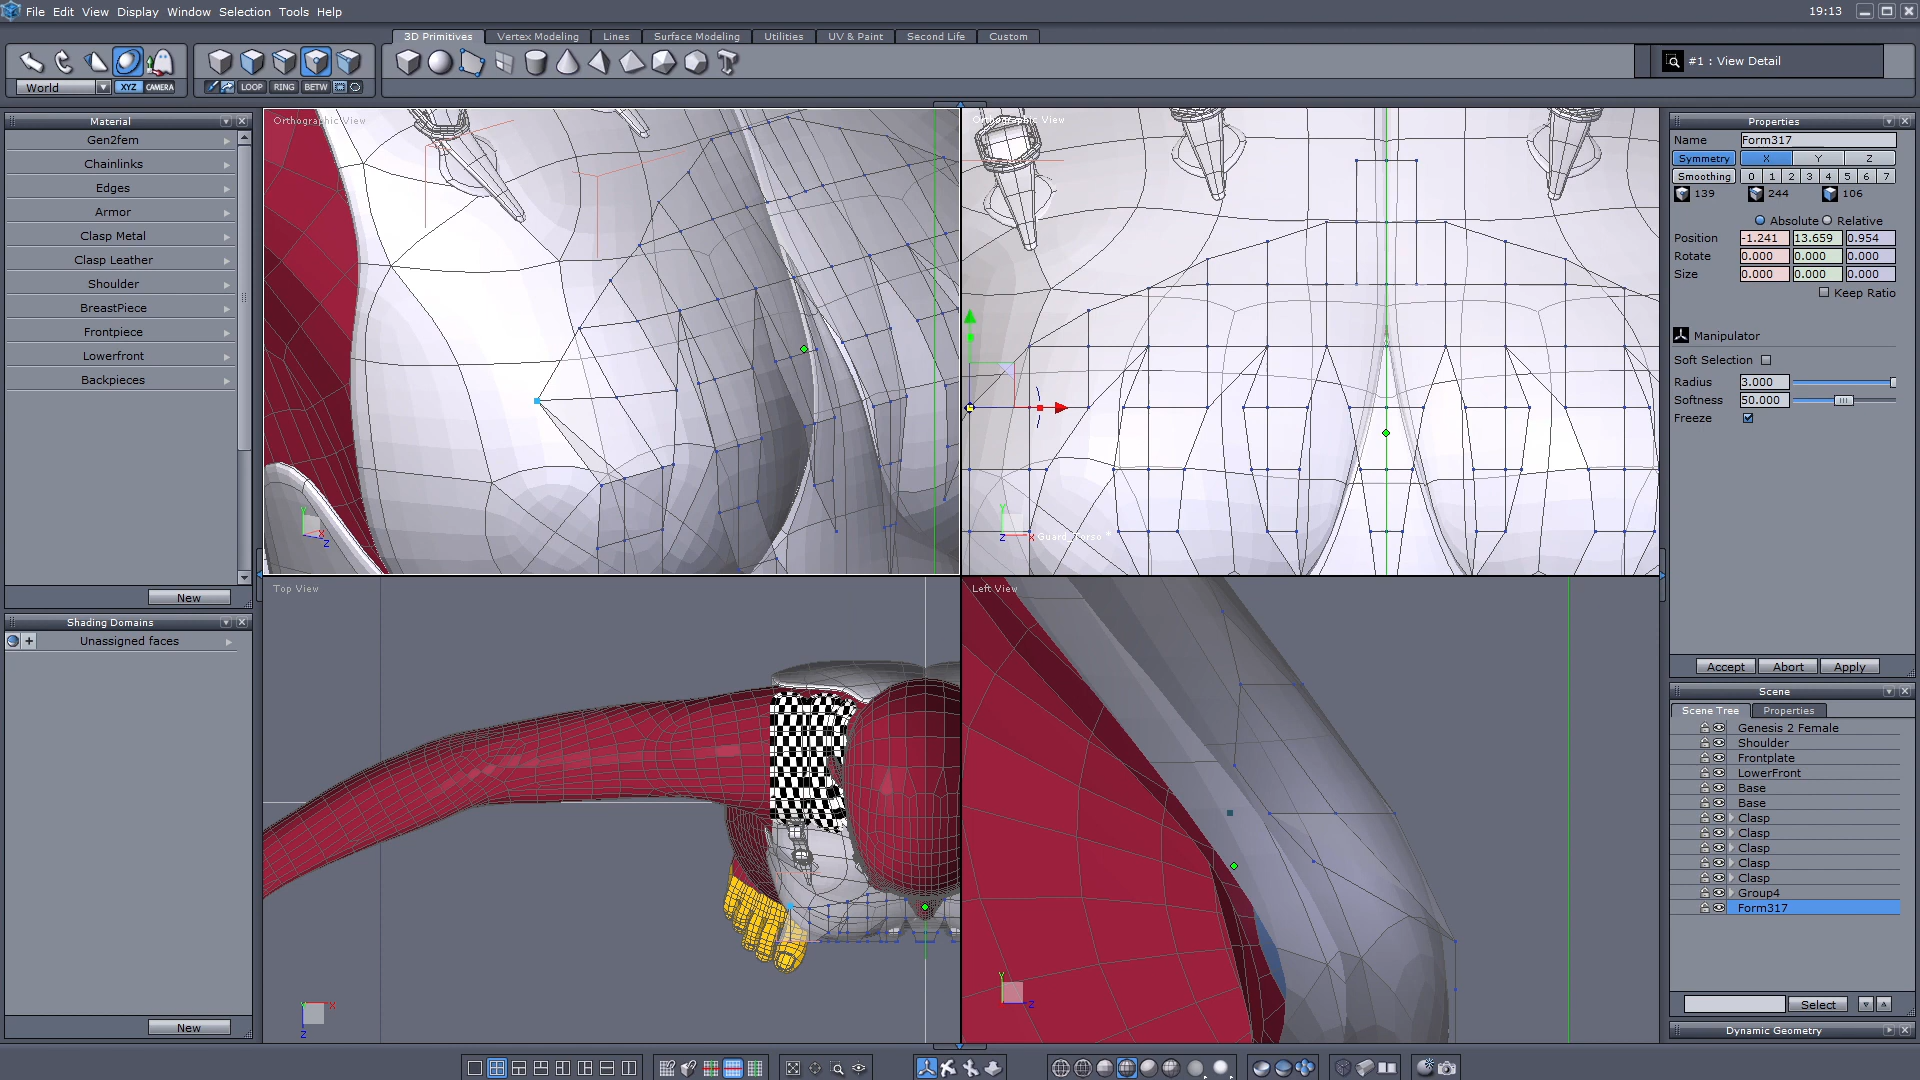 File Edit View Display Window Selection Tools Help
19:13
3D Primitives Vertex Modeling Lines Surface Modeling Utilities UV & Paint Second Life Custom
World XYZ CAMERA LOOP RING BETW
#1 : View Detail
Material
Gen2fem
Chainlinks
Edges
Armor
Clasp Metal
Clasp Leather
Shoulder
BreastPiece
Frontpiece
Lowerfront
Backpieces
New
Shading Domains
Unassigned faces
New
Orthographic View
Y
X
Z
Orthographic View
Y
Z
X
Guard_Torso *
Top View
Y
X
Z
Left View
Y
Z
Properties
Name Form317
Symmetry X Y Z
Smoothing 0 1 2 3 4 5 6 7
139 244 106
Absolute Relative
Position -1.241 13.659 0.954
Rotate 0.000 0.000 0.000
Size 0.000 0.000 0.000
Keep Ratio
Manipulator
Soft Selection
Radius 3.000
Softness 50.000
Freeze
Accept Abort Apply
Scene
Scene Tree Properties
Genesis 2 Female
Shoulder
Frontplate
LowerFront
Base
Base
Clasp
Clasp
Clasp
Clasp
Clasp
Group4
Form317
Select
Dynamic Geometry